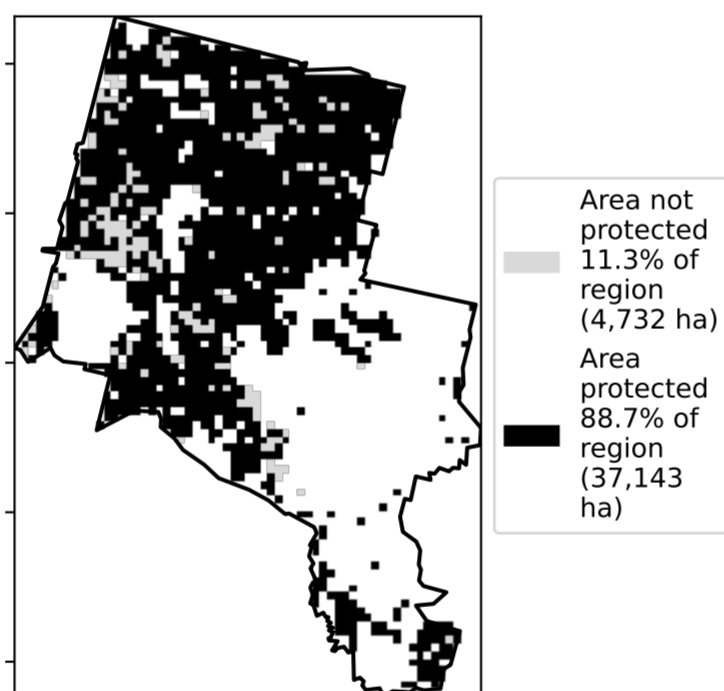 Area not
protected
11.3% of
region
(4,732 ha)
Area
protected
88.7% of
region
(37,143
ha)